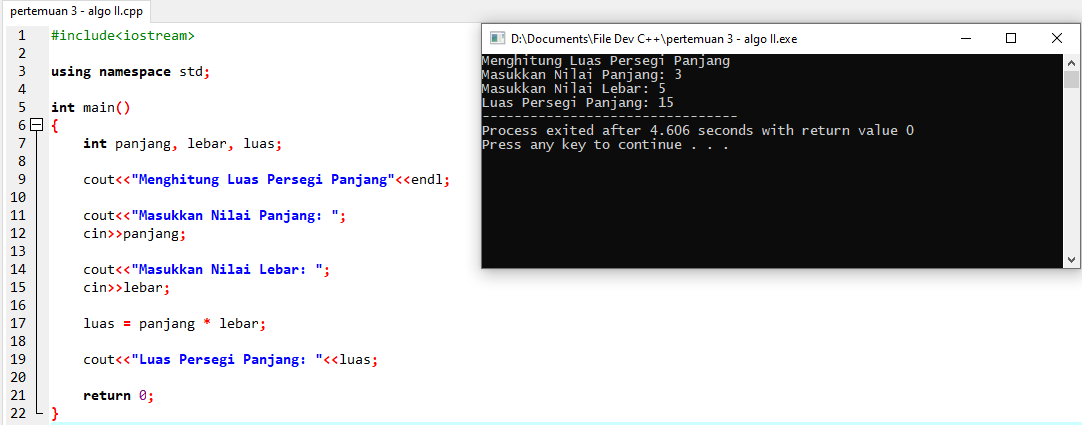 pertemuan 3 - algo II.cpp
1 #include<iostream>
2
3 using namespace std;
4
5 int main()
6 {
7 int panjang, lebar, luas;
8
9 cout<<"Menghitung Luas Persegi Panjang"<<endl;
10
11 cout<<"Masukkan Nilai Panjang: ";
12 cin>>panjang;
13
14 cout<<"Masukkan Nilai Lebar: ";
15 cin>>lebar;
16
17 luas = panjang * lebar;
18
19 cout<<"Luas Persegi Panjang: "<<luas;
20
21 return 0;
22 }
D:\Documents\File Dev C++\pertemuan 3 - algo II.exe
Menghitung Luas Persegi Panjang
Masukkan Nilai Panjang: 3
Masukkan Nilai Lebar: 5
Luas Persegi Panjang: 15
--------------------------------
Process exited after 4.606 seconds with return value 0
Press any key to continue . . .